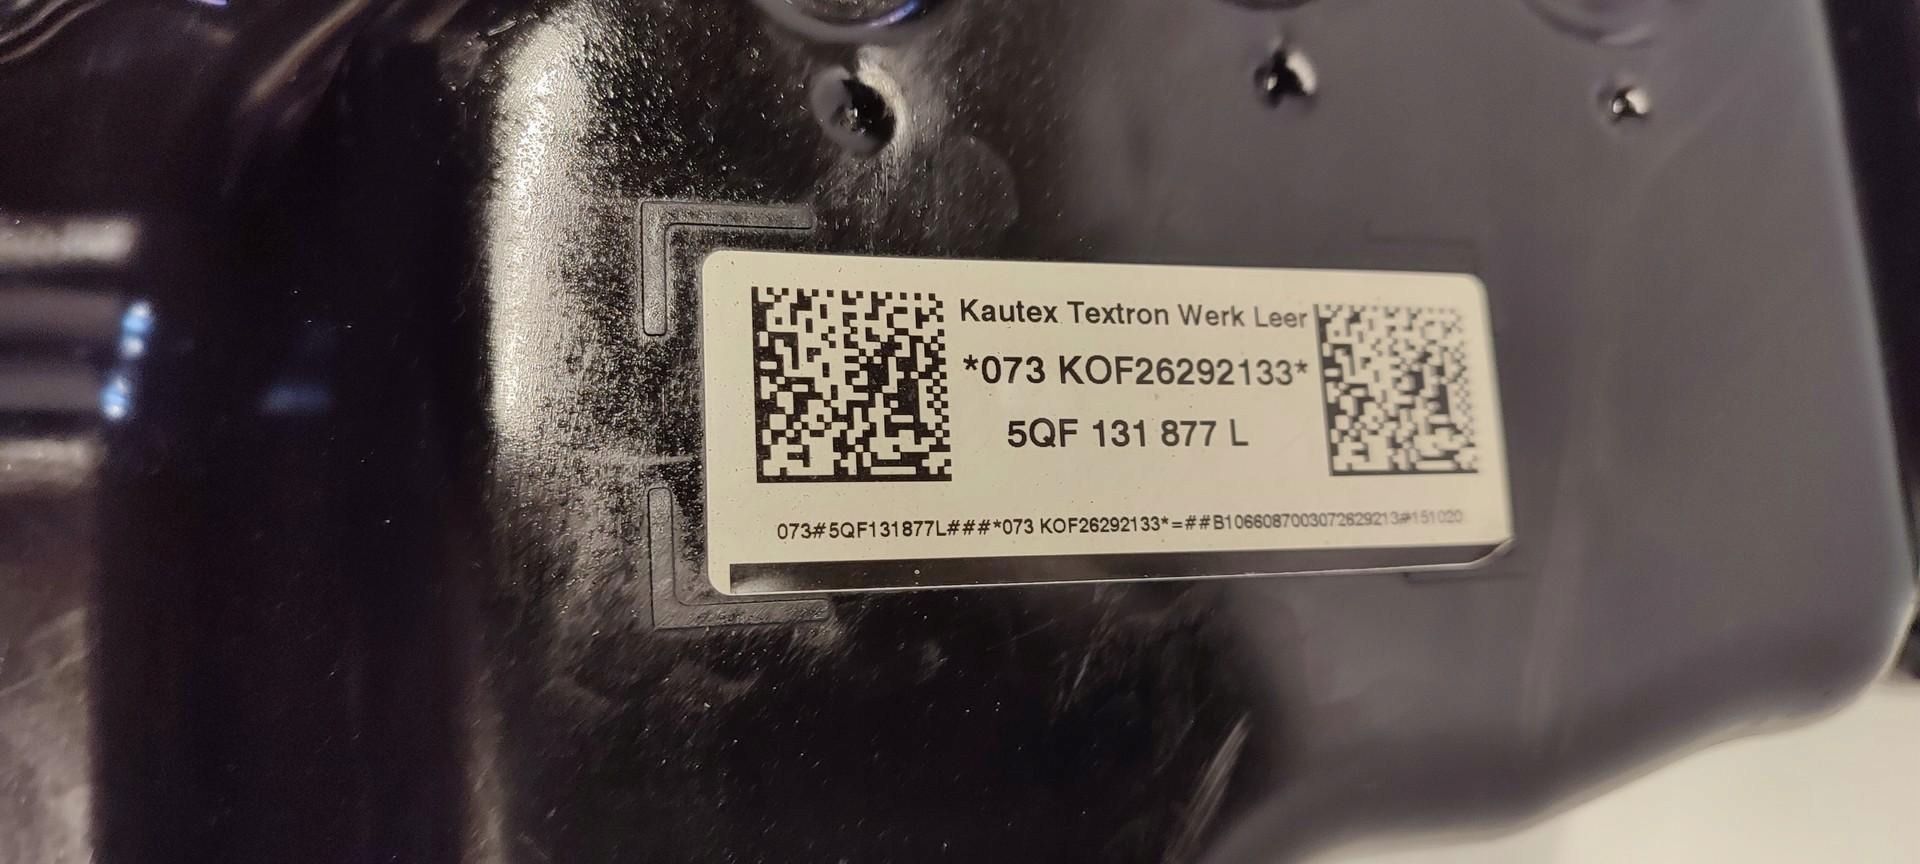 Kautex Textron Werk Leer
*073 KOF26292133*
5QF 131 877 L
073#5QF131877L###*073 KOF26292133*=##B1066087003072629213#151020